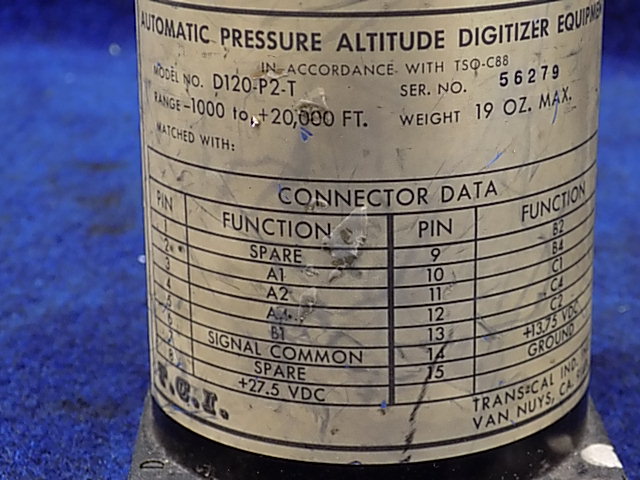 AUTOMATIC PRESSURE ALTITUDE DIGITIZER EQUIPMEN
IN ACCORDANCE WITH TSO-C88
MODEL NO. D120-P2-T SER. NO. 56279
RANGE -1000 to +20,000 FT. WEIGHT 19 OZ. MAX.
MATCHED WITH:
CONNECTOR DATA
PIN FUNCTION PIN FUNCTION
1 SPARE 9 B2
2 A1 10 B4
3 A2 11 C1
4 12 C4
5 B1 13 C2
6 SIGNAL COMMON 14 +13.75 VDC
7 SPARE 15 GROUND
8 +27.5 VDC
T.C.I. TRANS-CAL IND.
VAN NUYS, CA.